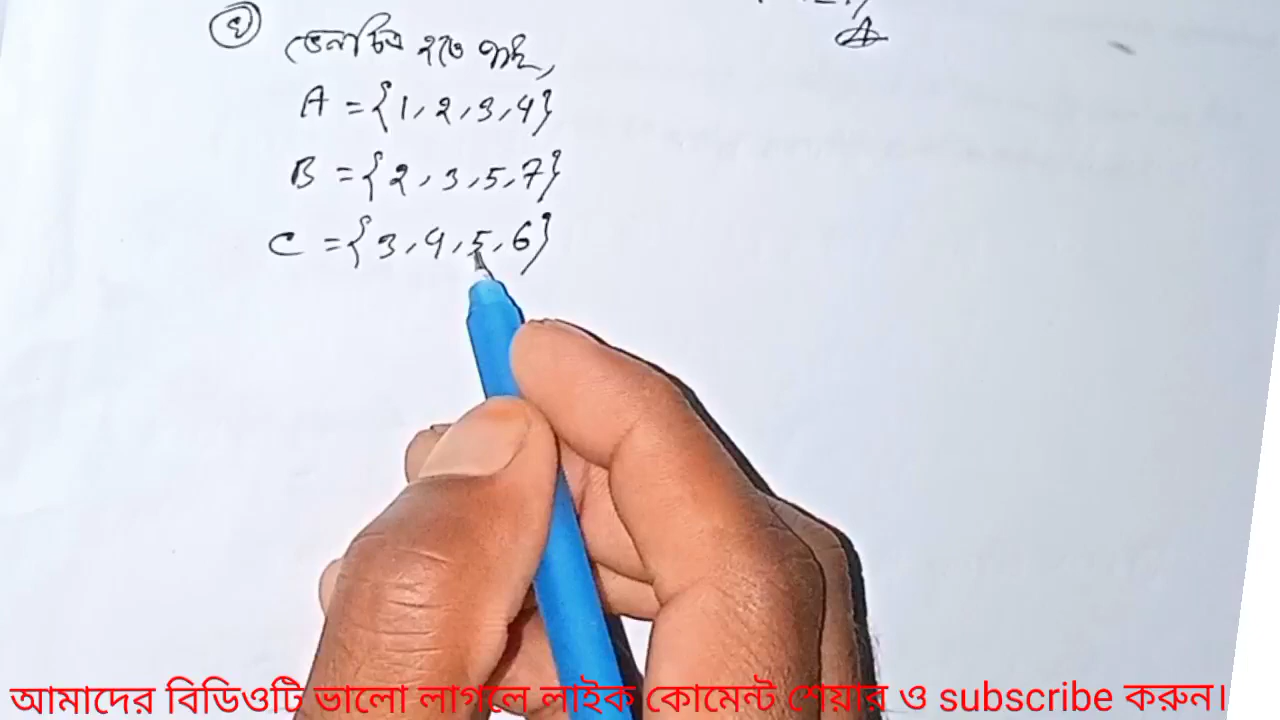 ভেনচিত্র হতে পাই,
A = {1, 2, 3, 4}
B = {2, 3, 5, 7}
C = {3, 4, 5, 6}
আমাদের বিডিওটি ভালো লাগলে লাইক কোমেন্ট শেয়ার ও subscribe করুন।